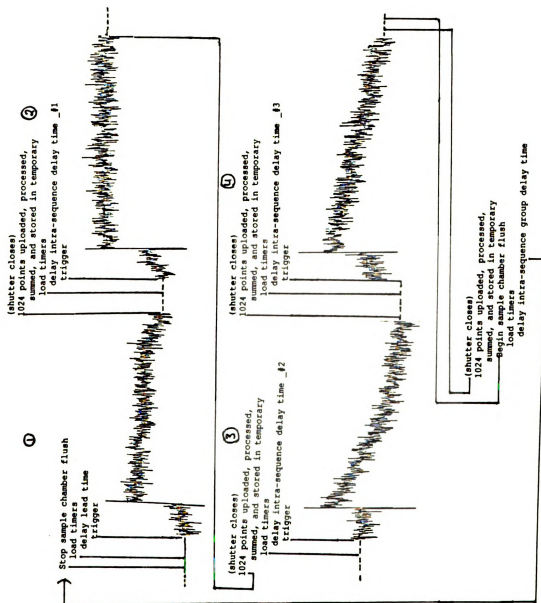 ①
Stop sample chamber flush
load timers
delay lead time
trigger
②
(shutter closes)
1024 points uploaded, processed,
summed, and stored in temporary
load timers
delay intra-sequence delay time _#1
trigger
③
(shutter closes)
1024 points uploaded, processed,
summed, and stored in temporary
load timers
delay intra-sequence delay time _#2
trigger
④
(shutter closes)
1024 points uploaded, processed,
summed, and stored in temporary
load timers
delay intra-sequence delay time _#3
trigger
(shutter closes)
1024 points uploaded, processed,
summed, and stored in temporary
Begin sample chamber flush
load timers
delay intra-sequence group delay time